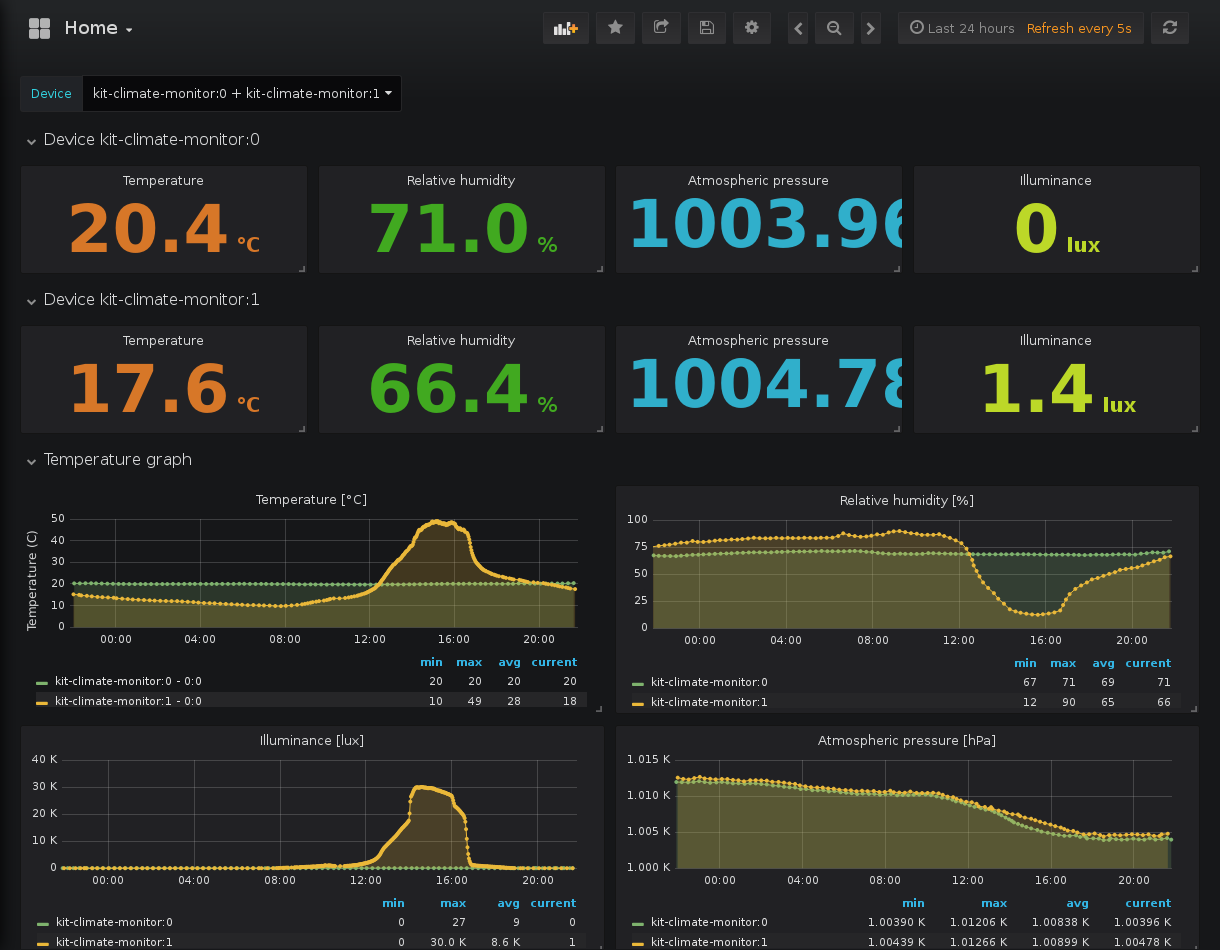 Home
Last 24 hours Refresh every 5s
Device kit-climate-monitor:0 + kit-climate-monitor:1
Device kit-climate-monitor:0
Temperature Relative humidity Atmospheric pressure Illuminance
20.4 °C 71.0 % 1003.96 0 lux
Device kit-climate-monitor:1
Temperature Relative humidity Atmospheric pressure Illuminance
17.6 °C 66.4 % 1004.78 1.4 lux
Temperature graph
Temperature [°C]
Temperature (C)
50
40
30
20
10
0
00:00 04:00 08:00 12:00 16:00 20:00
min max avg current
kit-climate-monitor:0 - 0:0 20 20 20 20
kit-climate-monitor:1 - 0:0 10 49 28 18
Relative humidity [%]
100
75
50
25
0
00:00 04:00 08:00 12:00 16:00 20:00
min max avg current
kit-climate-monitor:0 67 71 69 71
kit-climate-monitor:1 12 90 65 66
Illuminance [lux]
40 K
30 K
20 K
10 K
0
00:00 04:00 08:00 12:00 16:00 20:00
min max avg current
kit-climate-monitor:0 0 27 9 0
kit-climate-monitor:1 0 30.0 K 8.6 K 1
Atmospheric pressure [hPa]
1.015 K
1.010 K
1.005 K
1.000 K
00:00 04:00 08:00 12:00 16:00 20:00
min max avg current
kit-climate-monitor:0 1.00390 K 1.01206 K 1.00838 K 1.00396 K
kit-climate-monitor:1 1.00439 K 1.01266 K 1.00899 K 1.00478 K